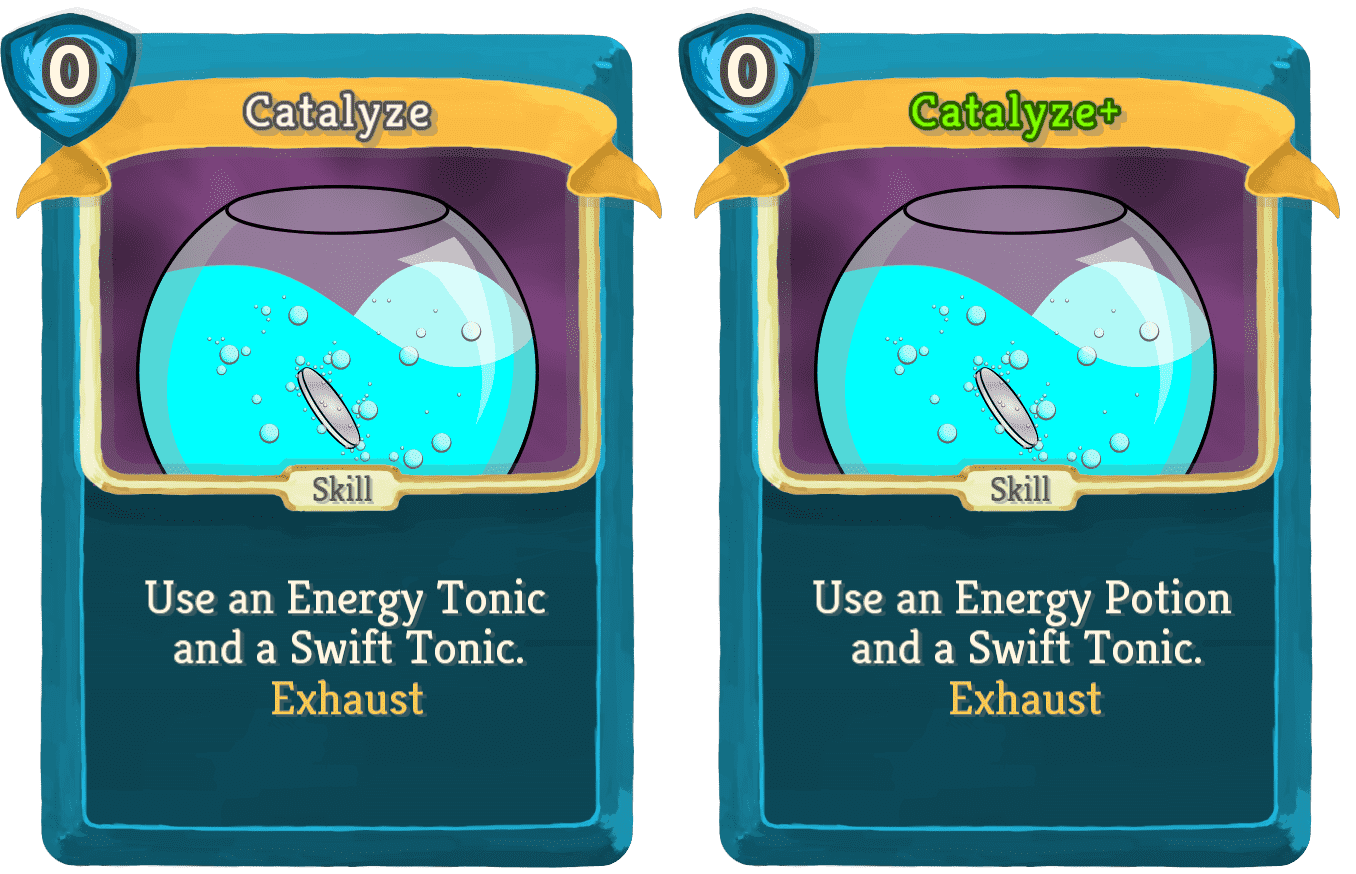 0
Catalyze
Skill
Use an Energy Tonic
and a Swift Tonic.
Exhaust
0
Catalyze+
Skill
Use an Energy Potion
and a Swift Tonic.
Exhaust